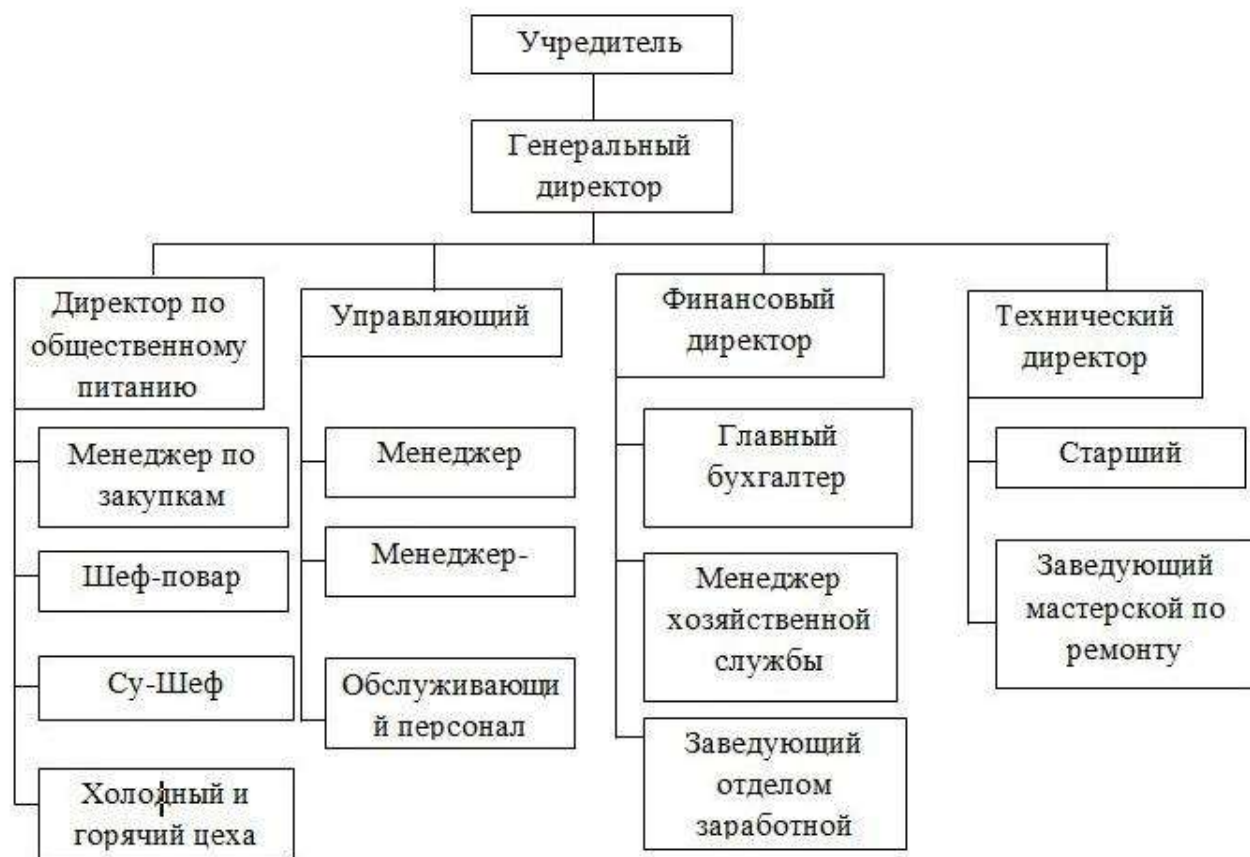 Учредитель
Генеральный
директор
Директор по
общественному
питанию
Менеджер по
закупкам
Шеф-повар
Су-Шеф
Холодный и
горячий цеха
Управляющий
Менеджер
Менеджер-
Обслуживающи
й персонал
Финансовый
директор
Главный
бухгалтер
Менеджер
хозяйственной
службы
Заведующий
отделом
заработной
Технический
директор
Старший
Заведующий
мастерской по
ремонту